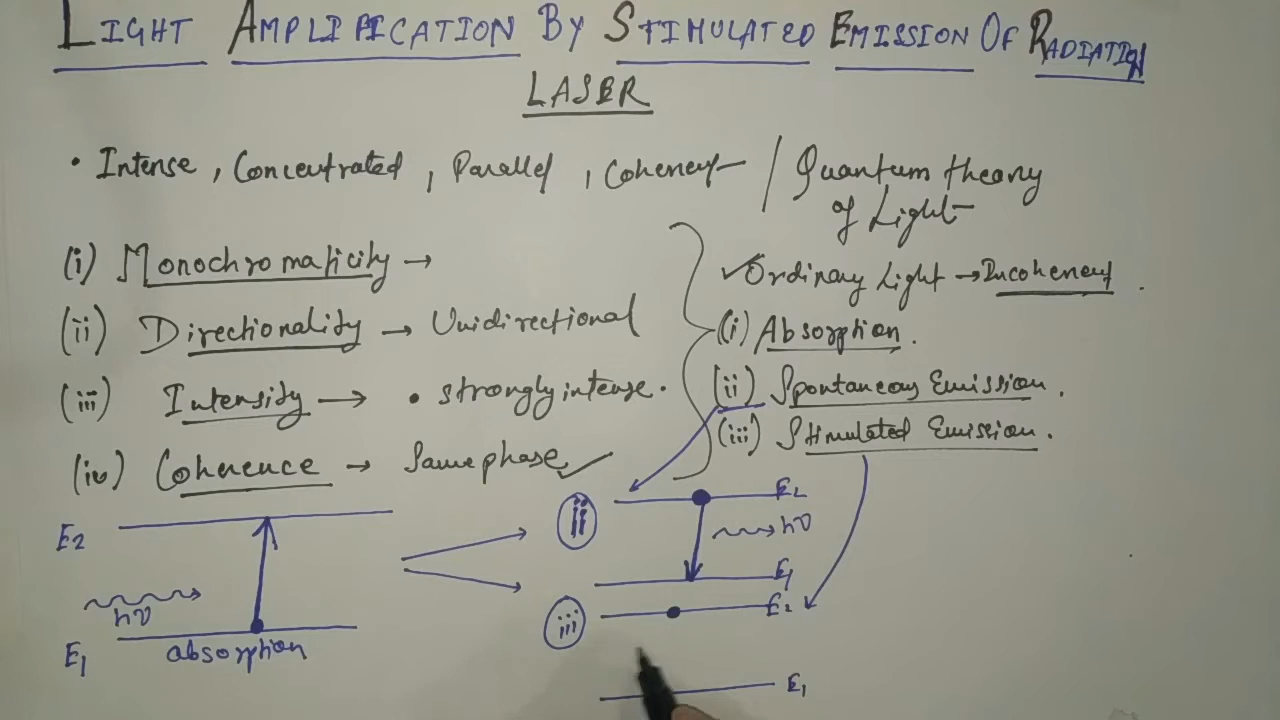 LIGHT AMPLIFICATION BY STIMULATED EMISSION OF RADIATION
LASER
• Intense, Concentrated, Parallel, Coherent / Quantum theory
of Light
(i) Monochromaticity →
(ii) Directionality → Unidirectional
(iii) Intensity → • strongly intense.
(iv) Coherence → Same phase ✓
✓Ordinary Light → Incoherent.
(i) Absorption.
(ii) Spontaneous Emission.
(iii) Stimulated Emission.
E2
hν
E1
absorption
ii
E2
hν
E1
iii
E2
E1